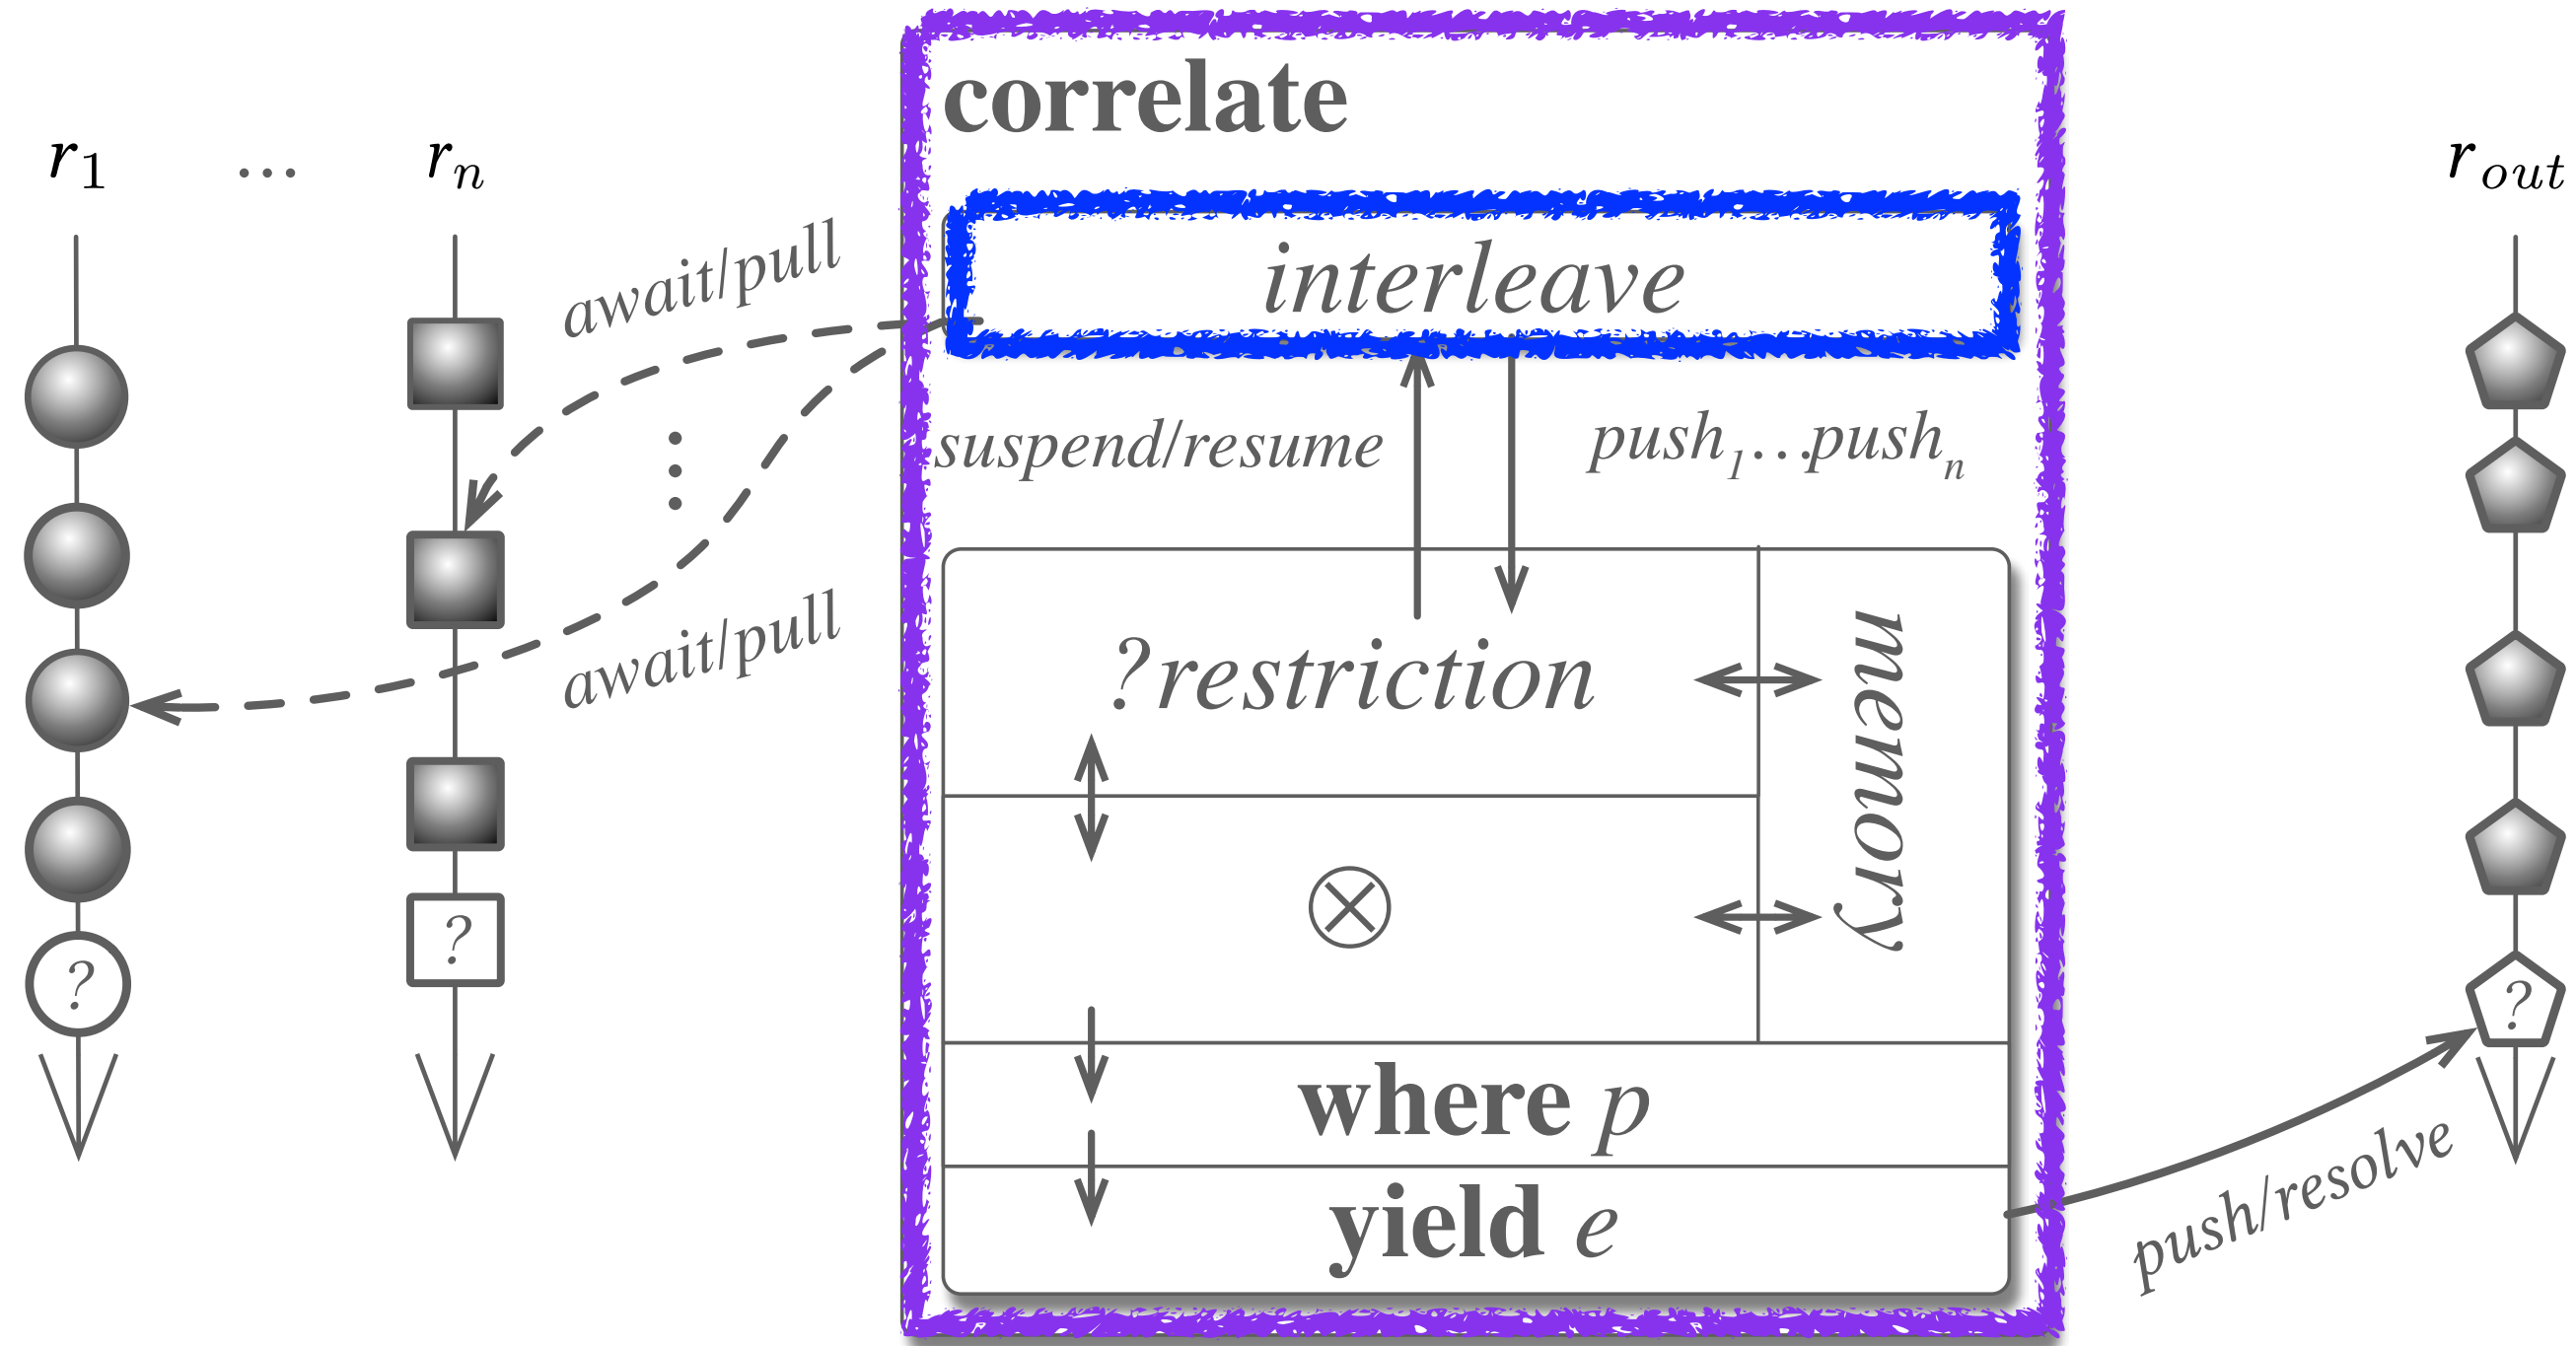 correlate
r1 ... rn
rout
interleave
await/pull
suspend/resume
push1...pushn
await/pull
?restriction
memory
?
?
?
where p
yield e
push/resolve